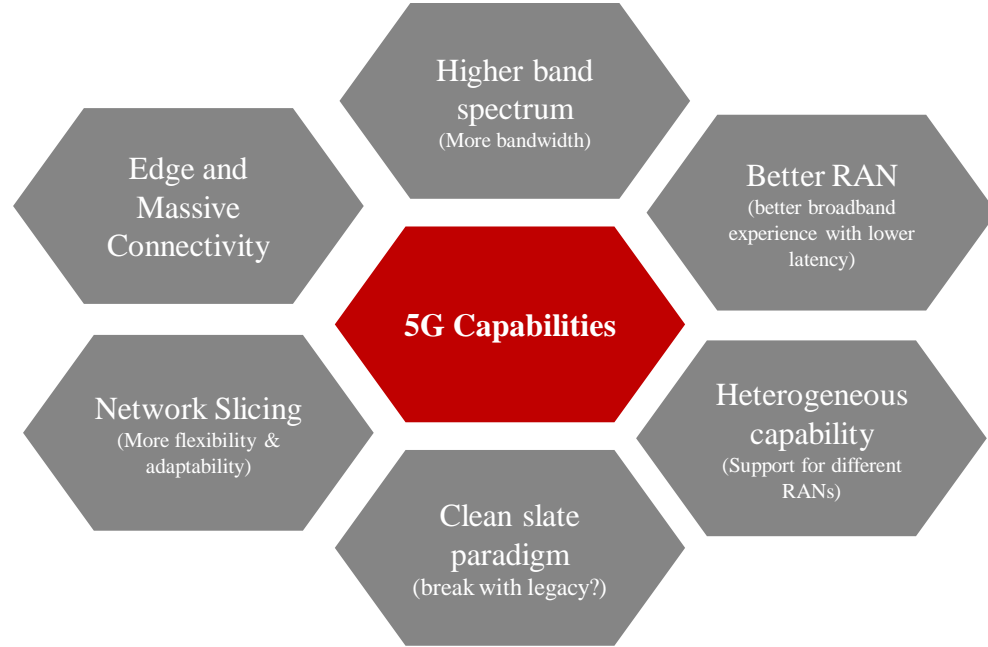 Higher band
spectrum
(More bandwidth)
Edge and
Massive
Connectivity
Better RAN
(better broadband
experience with lower
latency)
5G Capabilities
Network Slicing
(More flexibility &
adaptability)
Heterogeneous
capability
(Support for different
RANs)
Clean slate
paradigm
(break with legacy?)